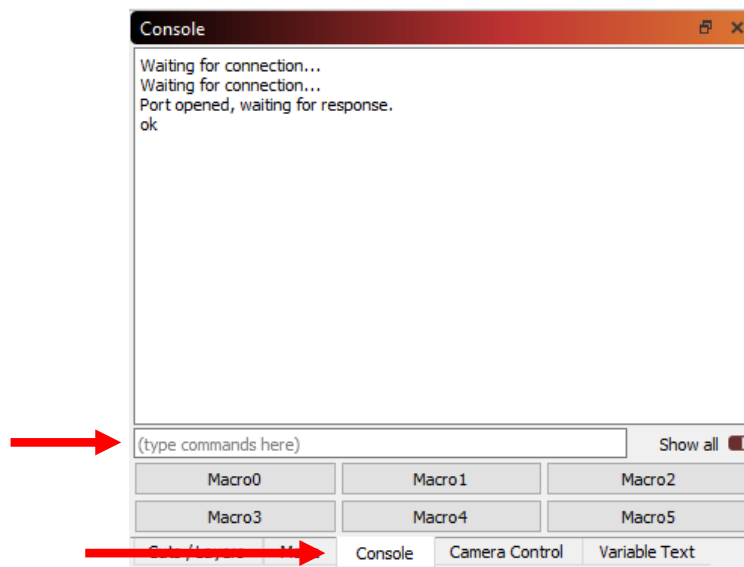 Console
Waiting for connection...
Waiting for connection...
Port opened, waiting for response.
ok
(type commands here) Show all
Macro0 Macro1 Macro2
Macro3 Macro4 Macro5
Console Camera Control Variable Text